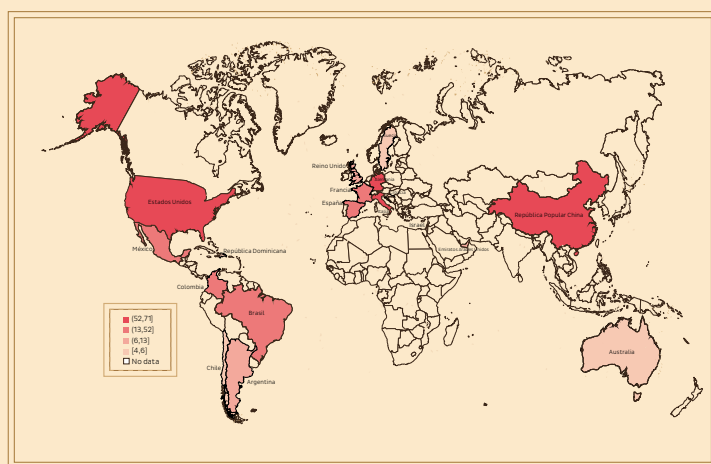 Reino Unido
Francia
España
Estados Unidos
República Popular China
México
República Dominicana
Israel
Emiratos Árabes Unidos
Colombia
Brasil
(52,71]
(13,52]
(6,13]
[4,6]
No data
Chile
Argentina
Australia